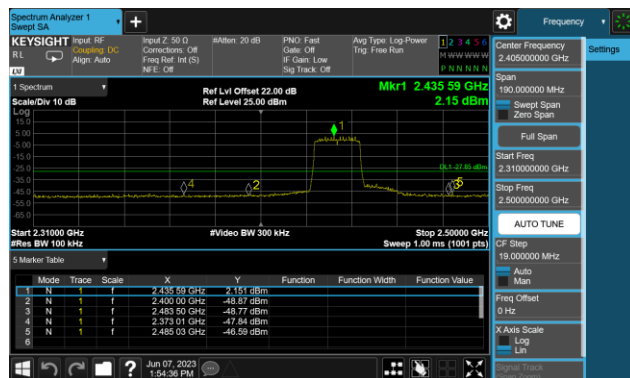 Spectrum Analyzer 1
Swept SA
Frequency
KEYSIGHT
R L
LM
Input: RF
Coupling: DC
Align: Auto
Input Z: 50 Ω
Corrections: Off
Freq Ref: Int (S)
NFE: Off
#Atten: 20 dB
PNO: Fast
Gate: Off
IF Gain: Low
Sig Track: Off
Avg Type: Log-Power
Trig: Free Run
1 2 3 4 5 6
M W W W W W
P N N N N N
Center Frequency
2.405000000 GHz
Settings
Span
190.000000 MHz
Swept Span
Zero Span
Full Span
Start Freq
2.310000000 GHz
Stop Freq
2.500000000 GHz
AUTO TUNE
CF Step
19.000000 MHz
Auto
Man
Freq Offset
0 Hz
X Axis Scale
Log
Lin
Signal Track
1 Spectrum
Scale/Div 10 dB
Ref Lvl Offset 22.00 dB
Ref Level 25.00 dBm
Mkr1 2.435 59 GHz
2.15 dBm
Log
15.0
5.00
-5.00
-15.0
-25.0
-35.0
-45.0
-55.0
-65.0
1
DL1 -27.85 dBm
4
2
5
Start 2.31000 GHz
#Res BW 100 kHz
#Video BW 300 kHz
Stop 2.50000 GHz
Sweep 1.00 ms (1001 pts)
5 Marker Table
Mode Trace Scale X Y Function Function Width Function Value
1 N 1 f 2.435 59 GHz 2.151 dBm
2 N 1 f 2.400 00 GHz -48.87 dBm
3 N 1 f 2.483 50 GHz -48.77 dBm
4 N 1 f 2.373 01 GHz -47.84 dBm
5 N 1 f 2.485 03 GHz -46.59 dBm
6
?
Jun 07, 2023
1:54:36 PM